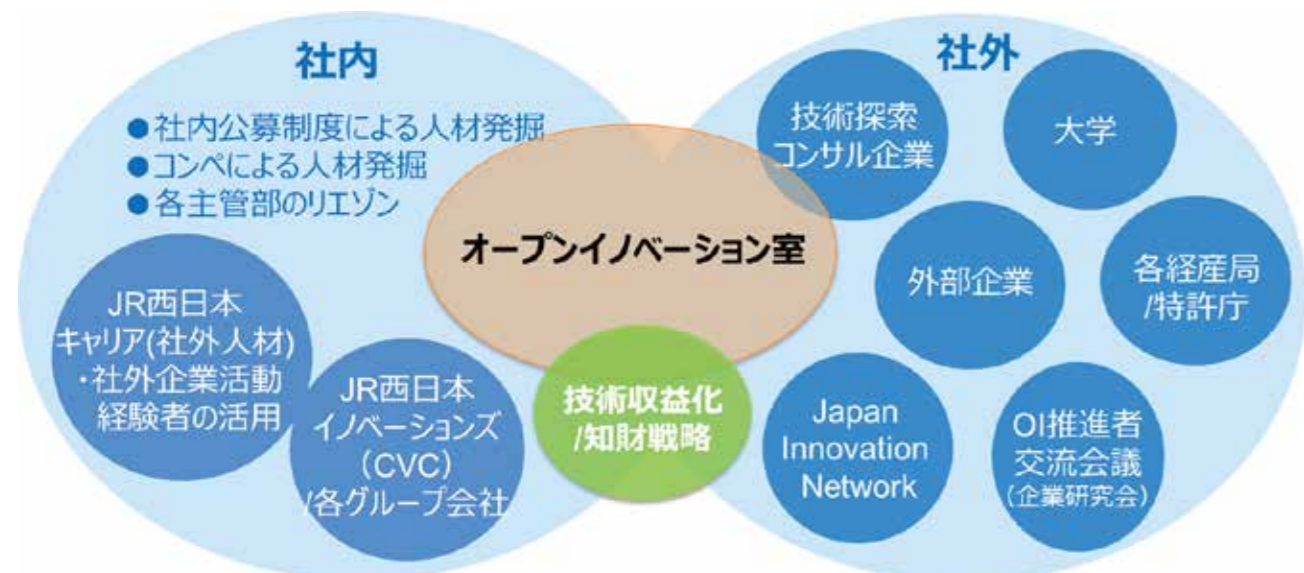 社内
●社内公募制度による人材発掘
●コンペによる人材発掘
●各主管部のリエゾン
JR西日本
キャリア(社外人材)
・社外企業活動
経験者の活用
JR西日本
イノベーションズ
（CVC）
/各グループ会社
オープンイノベーション室
技術収益化
/知財戦略
社外
技術探索
コンサル企業
大学
外部企業
各経産局
/特許庁
Japan
Innovation
Network
OI推進者
交流会議
（企業研究会）